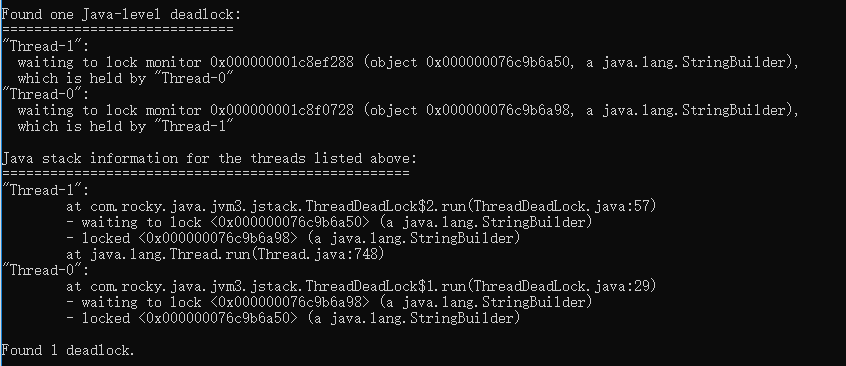 Found one Java-level deadlock:
=============================
"Thread-1":
  waiting to lock monitor 0x000000001c8ef288 (object 0x000000076c9b6a50, a java.lang.StringBuilder),
  which is held by "Thread-0"
"Thread-0":
  waiting to lock monitor 0x000000001c8f0728 (object 0x000000076c9b6a98, a java.lang.StringBuilder),
  which is held by "Thread-1"

Java stack information for the threads listed above:
===================================================
"Thread-1":
        at com.rocky.java.jvm3.jstack.ThreadDeadLock$2.run(ThreadDeadLock.java:57)
        - waiting to lock <0x000000076c9b6a50> (a java.lang.StringBuilder)
        - locked <0x000000076c9b6a98> (a java.lang.StringBuilder)
        at java.lang.Thread.run(Thread.java:748)
"Thread-0":
        at com.rocky.java.jvm3.jstack.ThreadDeadLock$1.run(ThreadDeadLock.java:29)
        - waiting to lock <0x000000076c9b6a98> (a java.lang.StringBuilder)
        - locked <0x000000076c9b6a50> (a java.lang.StringBuilder)

Found 1 deadlock.